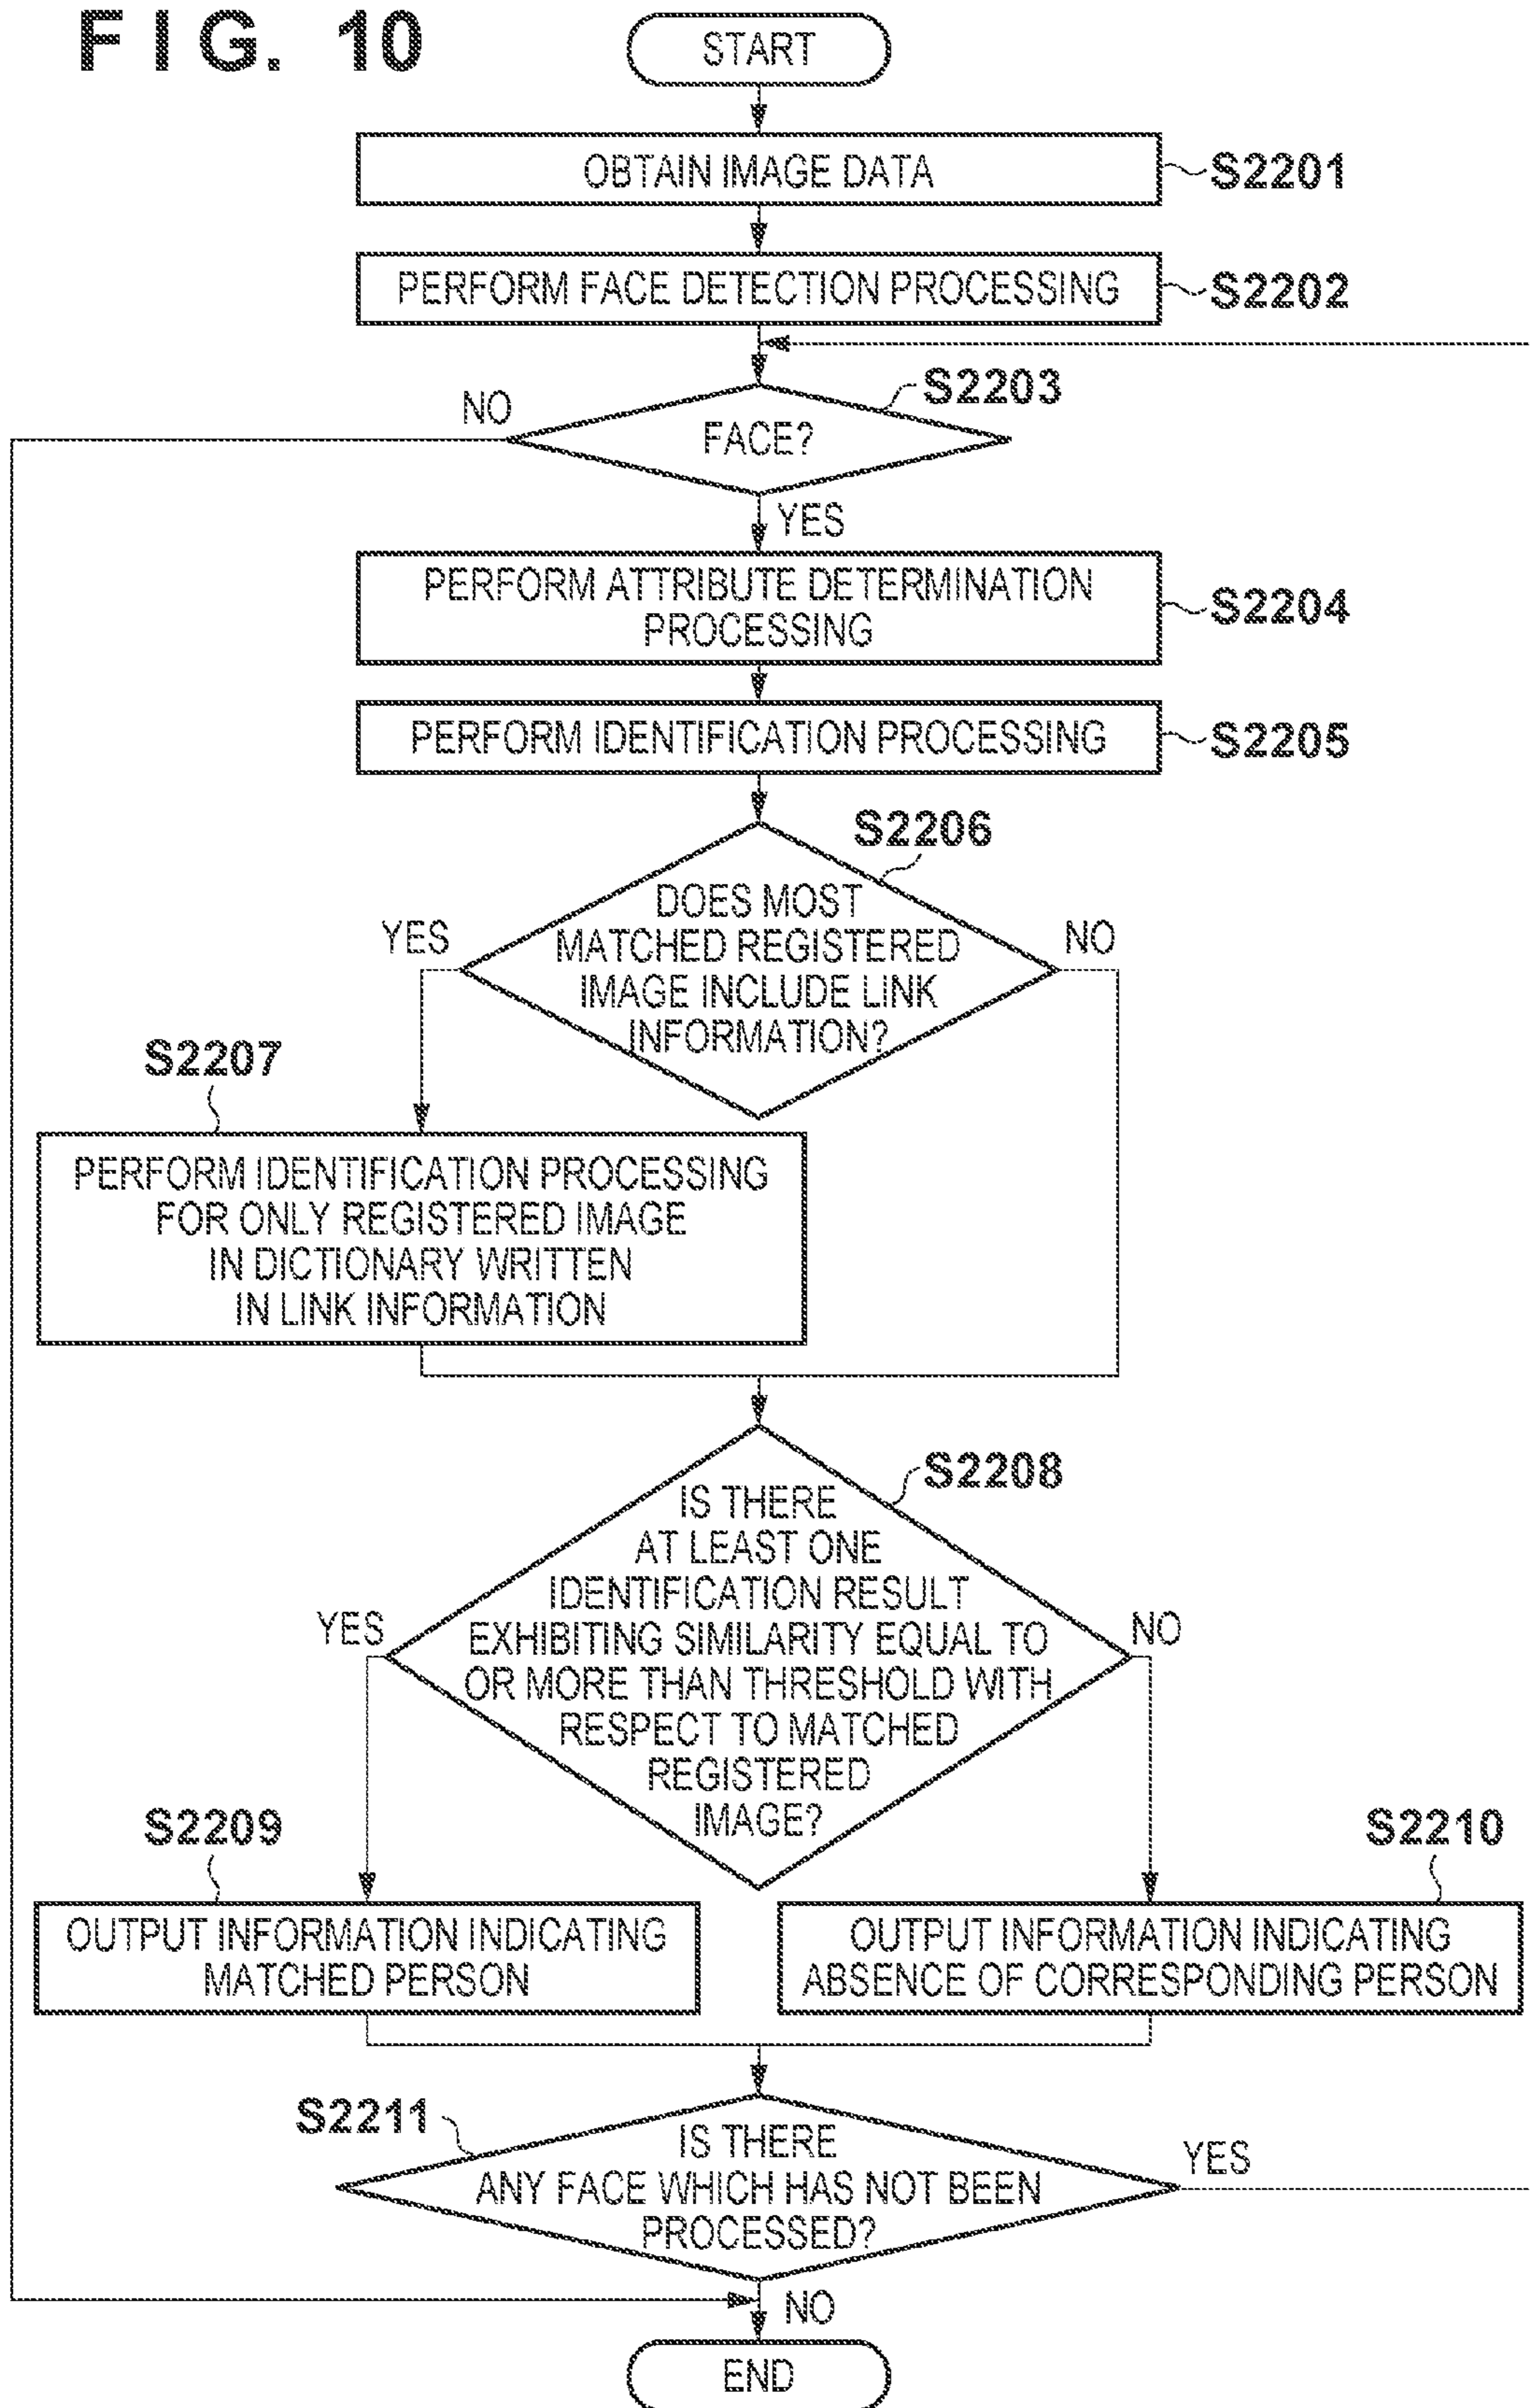 FIG. 10
START
OBTAIN IMAGE DATA
S2201
PERFORM FACE DETECTION PROCESSING
S2202
S2203
NO
FACE?
YES
PERFORM ATTRIBUTE DETERMINATION
PROCESSING
S2204
PERFORM IDENTIFICATION PROCESSING
S2205
S2206
DOES MOST
MATCHED REGISTERED
IMAGE INCLUDE LINK
INFORMATION?
YES
NO
S2207
PERFORM IDENTIFICATION PROCESSING
FOR ONLY REGISTERED IMAGE
IN DICTIONARY WRITTEN
IN LINK INFORMATION
S2208
IS THERE
AT LEAST ONE
IDENTIFICATION RESULT
EXHIBITING SIMILARITY EQUAL TO
OR MORE THAN THRESHOLD WITH
RESPECT TO MATCHED
REGISTERED
IMAGE?
YES
NO
S2209
OUTPUT INFORMATION INDICATING
MATCHED PERSON
S2210
OUTPUT INFORMATION INDICATING
ABSENCE OF CORRESPONDING PERSON
S2211
IS THERE
ANY FACE WHICH HAS NOT BEEN
PROCESSED?
YES
NO
END